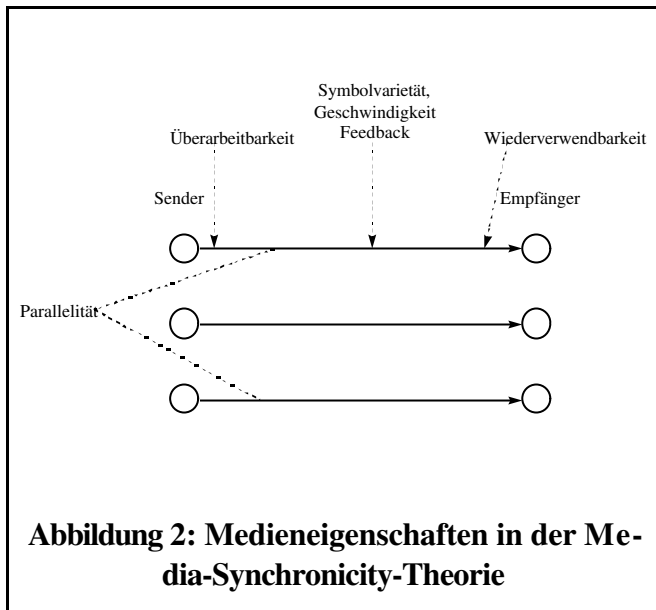 Symbolvarietät,
Geschwindigkeit
Feedback
Überarbeitbarkeit
Wiederverwendbarkeit
Sender
Empfänger
Parallelität
Abbildung 2: Medieneigenschaften in der Me-
dia-Synchronicity-Theorie